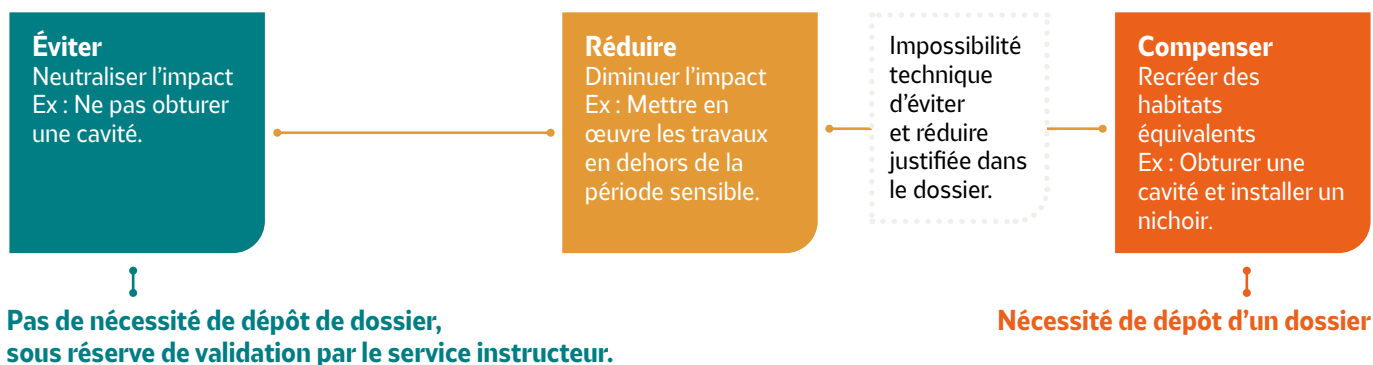 Éviter
Neutraliser l’impact
Ex : Ne pas obturer
une cavité.
Réduire
Diminuer l’impact
Ex : Mettre en
œuvre les travaux
en dehors de la
période sensible.
Impossibilité
technique
d’éviter
et réduire
justifiée dans
le dossier.
Compenser
Recréer des
habitats
équivalents
Ex : Obturer une
cavité et installer un
nichoir.
Pas de nécessité de dépôt de dossier,
sous réserve de validation par le service instructeur.
Nécessité de dépôt d’un dossier